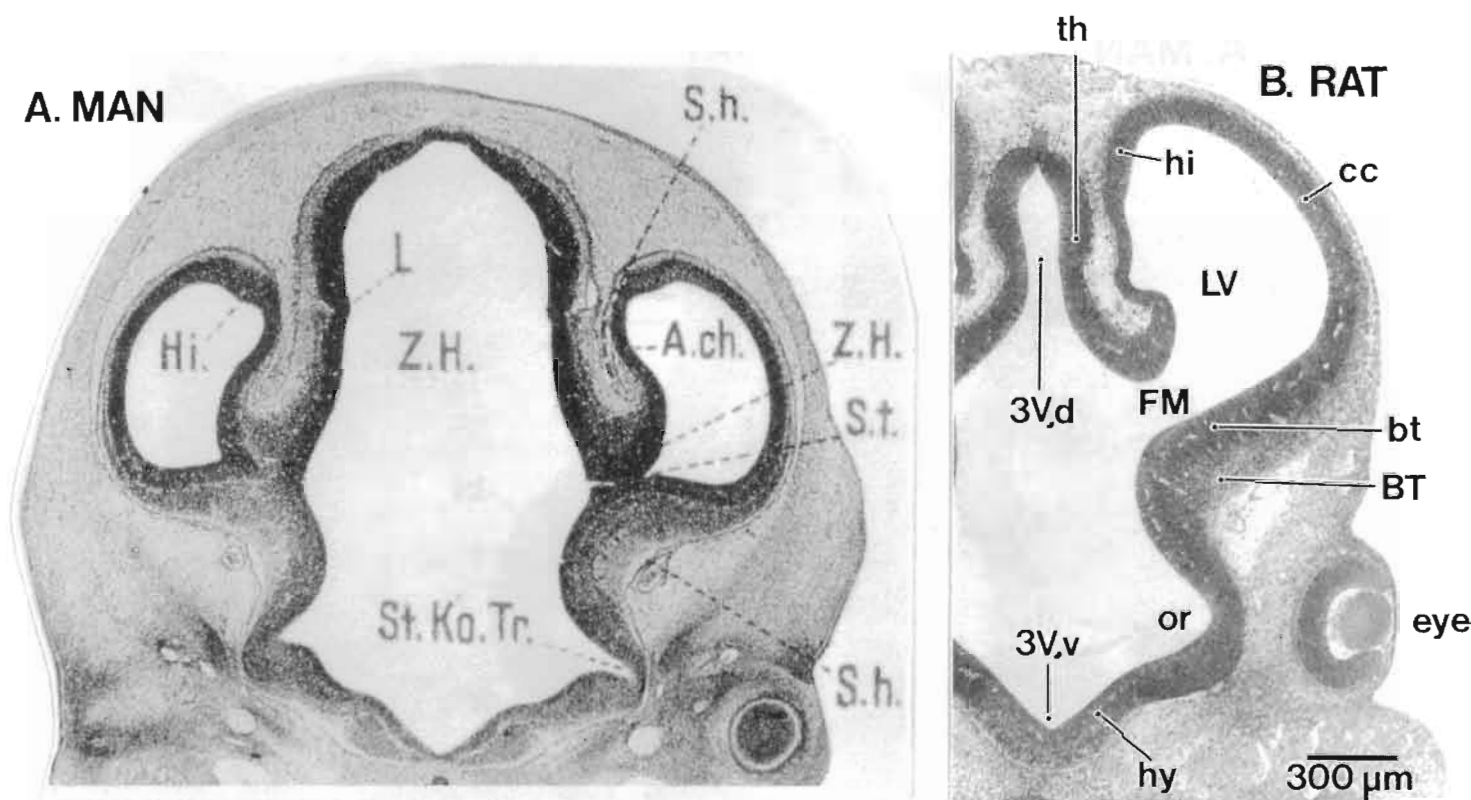 A. MAN
S.h.
L
Hi.
Z.H.
A.ch.
Z.H.
S.t.
St.Ko.Tr.
S.h.
th
B. RAT
hi
cc
LV
3V,d
FM
bt
BT
or
eye
3V,v
hy
300 µm